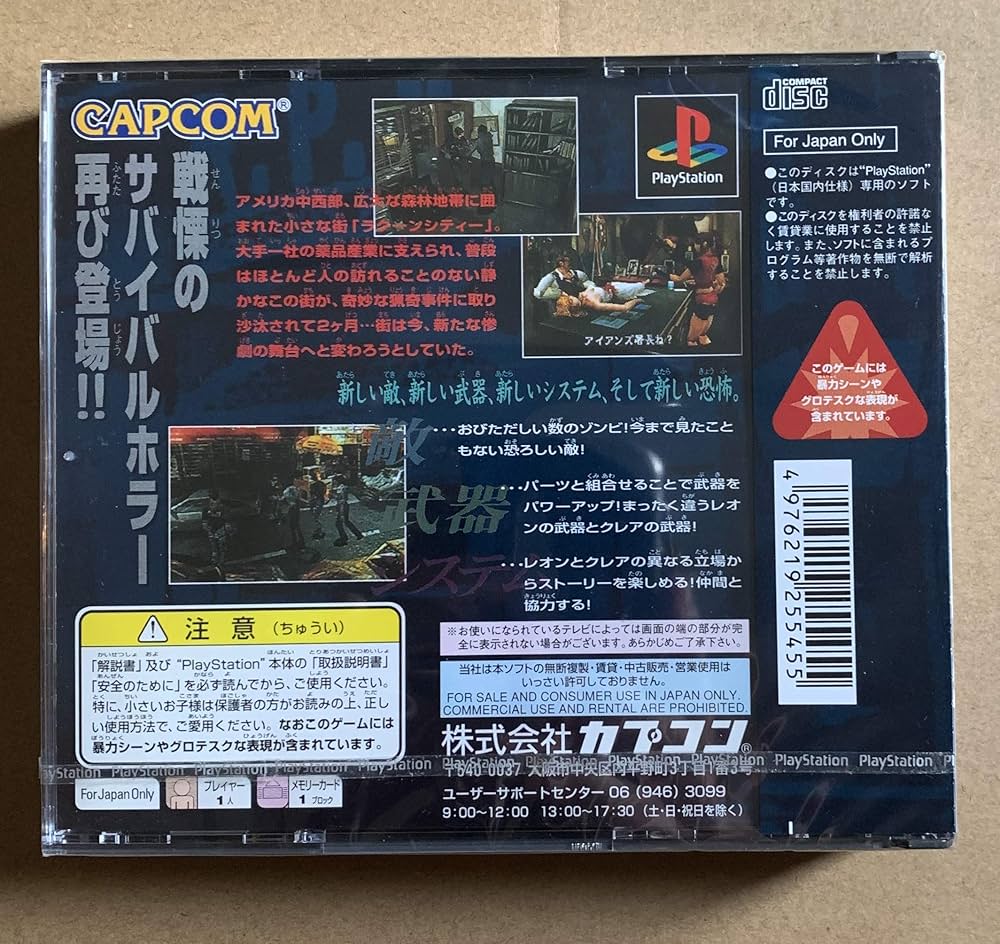 CAPCOM®
戦慄の
サバイバルホラー
再び登場!!
アメリカ中西部、広大な森林地帯に囲
まれた小さな街「ラクーンシティー」。
大手一社の薬品産業に支えられ、普段
はほとんど人の訪れることのない静
かなこの街が、奇妙な猟奇事件に取り
沙汰されて2ヶ月…街は今、新たな惨
劇の舞台へと変わろうとしていた。
PlayStation
アイアンズ署長ね?
新しい敵、新しい武器、新しいシステム、そして新しい恐怖。
敵
…おびただしい数のゾンビ!今まで見たこと
もない恐ろしい敵!
武器
…パーツと組合せることで武器を
パワーアップ!まったく違うレオ
ンの武器とクレアの武器!
システム
…レオンとクレアの異なる立場か
らストーリーを楽しめる!仲間と
協力する!
COMPACT
disc
For Japan Only
●このディスクは"PlayStation"
(日本国内仕様)専用のソフト
です。
●このディスクを権利者の許諾な
く賃貸業に使用することを禁止
します。また、ソフトに含まれるプ
ログラム等著作物を無断で解析
することを禁止します。
このゲームには
暴力シーンや
グロテスクな表現が
含まれています。
4976219255455
注意(ちゅうい)
「解説書」及び "PlayStation" 本体の「取扱説明書」
「安全のために」を必ず読んでから、ご使用ください。
特に、小さいお子様は保護者の方がお読みの上、正し
い使用方法で、ご愛用ください。なおこのゲームには
暴力シーンやグロテスクな表現が含まれています。
※お使いになられているテレビによっては画面の端の部分が完
全に表示されない場合がございます。あらかじめご了承下さい。
当社は本ソフトの無断複製・賃貸・中古販売・営業使用は
いっさい許可しておりません。
FOR SALE AND CONSUMER USE IN JAPAN ONLY.
COMMERCIAL USE AND RENTAL ARE PROHIBITED.
株式会社カプコン®
〒540-0037 大阪市中央区内平野町3丁目1番3号
ユーザーサポートセンター 06 (946) 3099
9:00〜12:00 13:00〜17:30 (土・日・祝日を除く)
For Japan Only
プレイヤー
1人
メモリーカード
1 ブロック
PlayStation PlayStation PlayStation PlayStation PlayStation PlayStation PlayStation PlayStation PlayStation